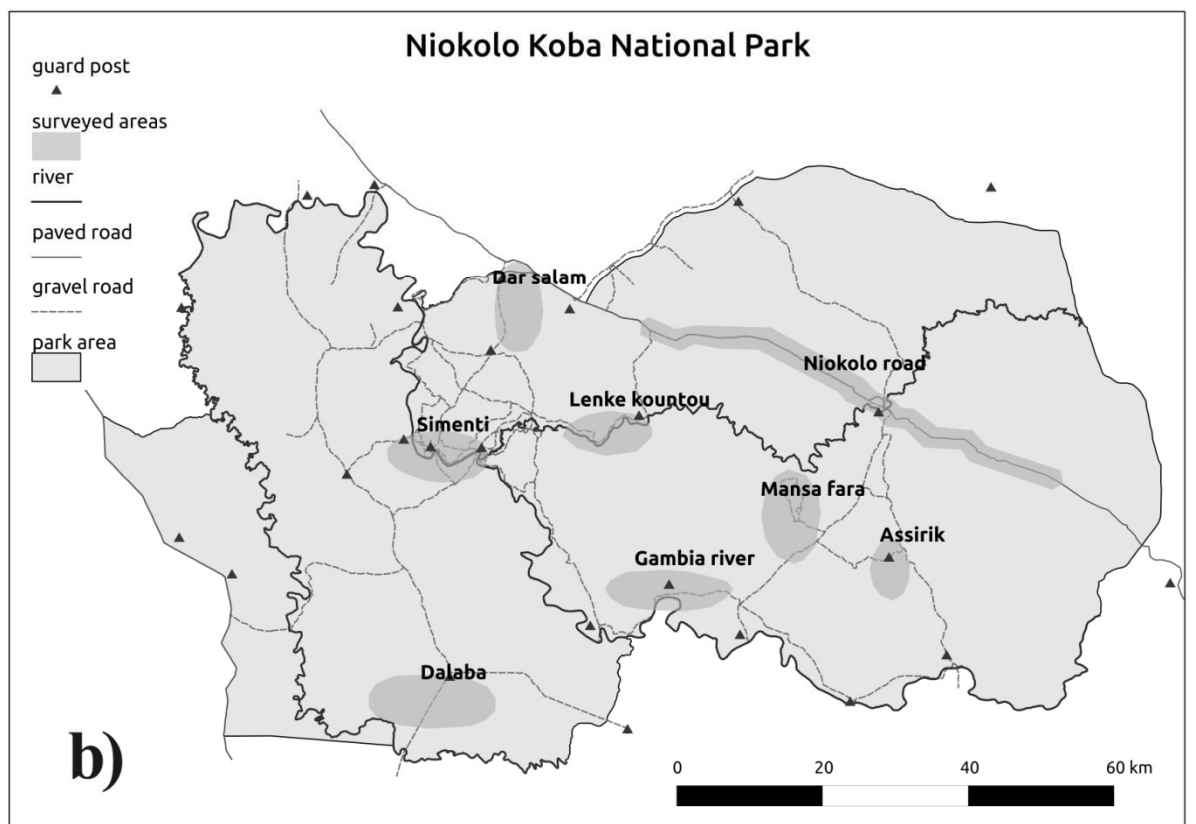 Niokolo Koba National Park
guard post
surveyed areas
river
paved road
gravel road
park area
Dar salam
Niokolo road
Lenke kountou
Simenti
Mansa fara
Assirik
Gambia river
Dalaba
b)
0 20 40 60 km